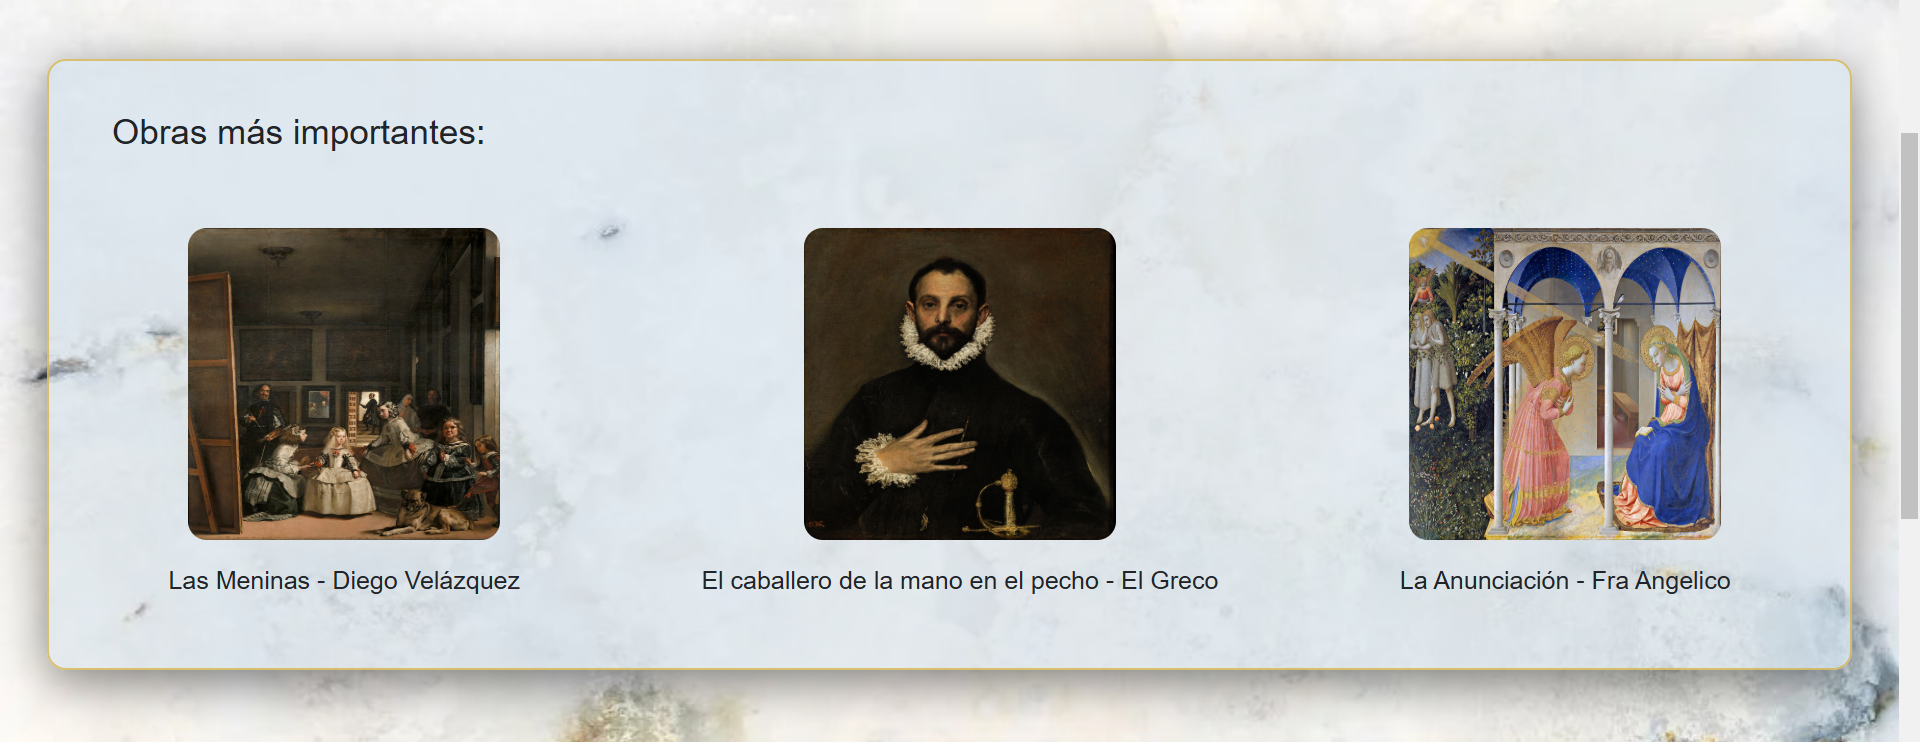 Obras más importantes:
Las Meninas - Diego Velázquez
El caballero de la mano en el pecho - El Greco
La Anunciación - Fra Angelico